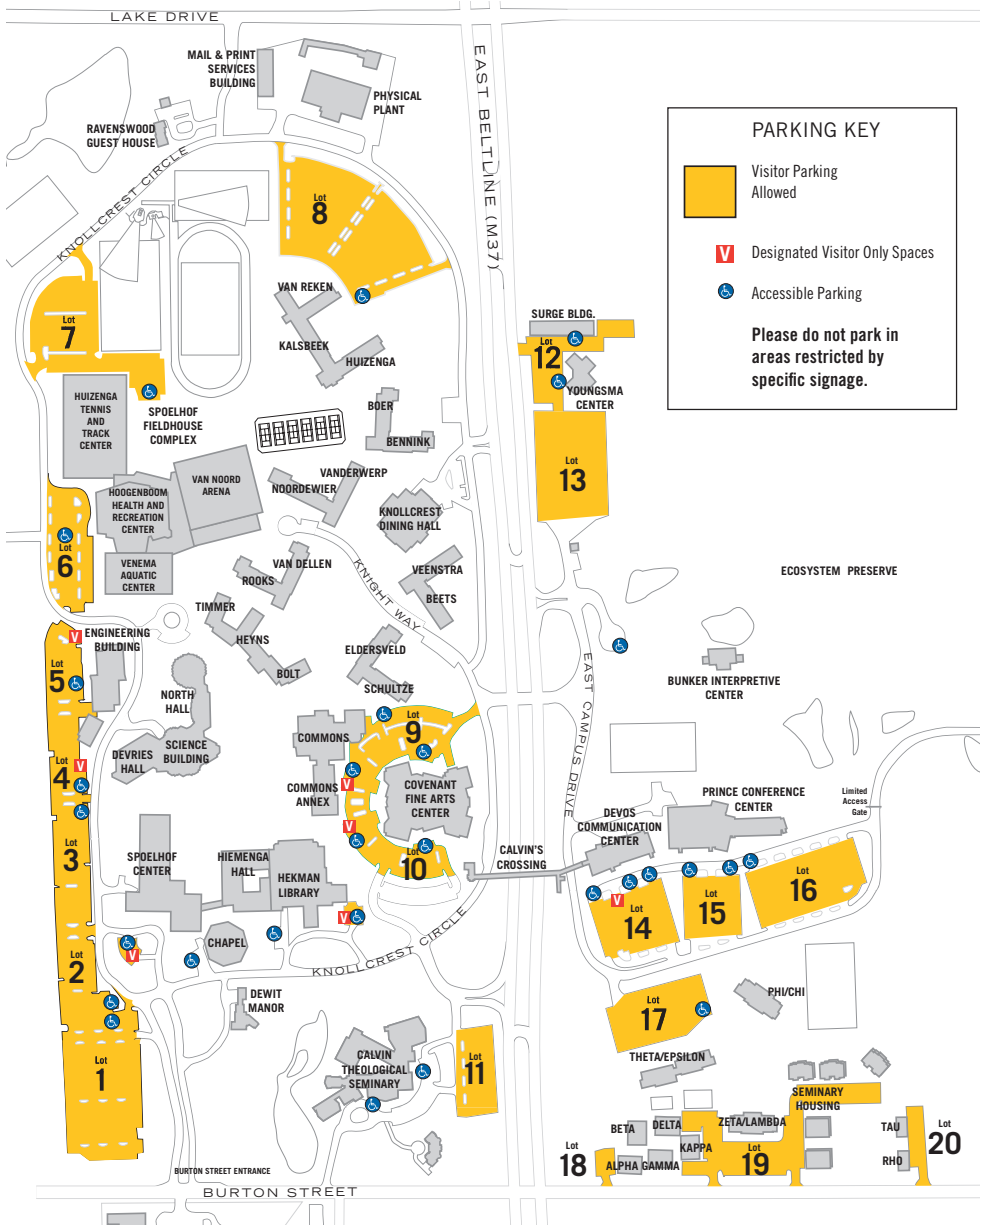 LAKE DRIVE
MAIL & PRINT
SERVICES
BUILDING
PHYSICAL
PLANT
RAVENSWOOD
GUEST HOUSE
KNOLLCREST CIRCLE
EAST BELTLINE (M37)
PARKING KEY
Visitor Parking
Allowed
V
Designated Visitor Only Spaces
Accessible Parking
Please do not park in
areas restricted by
specific signage.
Lot
8
VAN REKEN
KALSBEEK
HUIZENGA
Lot
7
SURGE BLDG.
Lot
12
YOUNGSMA
CENTER
HUIZENGA
TENNIS
AND
TRACK
CENTER
SPOELHOF
FIELDHOUSE
COMPLEX
BOER
BENNINK
Lot
13
VAN NOORD
ARENA
VANDERWERP
NOORDEWIER
HOOGENBOOM
HEALTH AND
RECREATION
CENTER
KNOLLCREST
DINING HALL
Lot
6
VENEMA
AQUATIC
CENTER
VAN DELLEN
ROOKS
KNIGHT WAY
VEENSTRA
BEETS
ECOSYSTEM PRESERVE
TIMMER
HEYNS
BOLT
V
ENGINEERING
BUILDING
ELDERSVELD
SCHULTZE
Lot
5
EAST CAMPUS DRIVE
BUNKER INTERPRETIVE
CENTER
NORTH
HALL
SCIENCE
BUILDING
DEVRIES
HALL
COMMONS
COMMONS
ANNEX
Lot
9
V
V
COVENANT
FINE ARTS
CENTER
Lot
10
V
Lot
4
Lot
3
PRINCE CONFERENCE
CENTER
Limited
Access
Gate
DEVOS
COMMUNICATION
CENTER
CALVIN'S
CROSSING
SPOELHOF
CENTER
HIEMENGA
HALL
HEKMAN
LIBRARY
V
CHAPEL
V
Lot
2
KNOLLCREST CIRCLE
V
Lot
14
Lot
15
Lot
16
DEWIT
MANOR
Lot
17
PHI/CHI
Lot
1
CALVIN
THEOLOGICAL
SEMINARY
Lot
11
THETA/EPSILON
SEMINARY
HOUSING
BETA
DELTA
ZETA/LAMBDA
KAPPA
ALPHA
GAMMA
Lot
18
Lot
19
TAU
RHO
Lot
20
BURTON STREET ENTRANCE
BURTON STREET